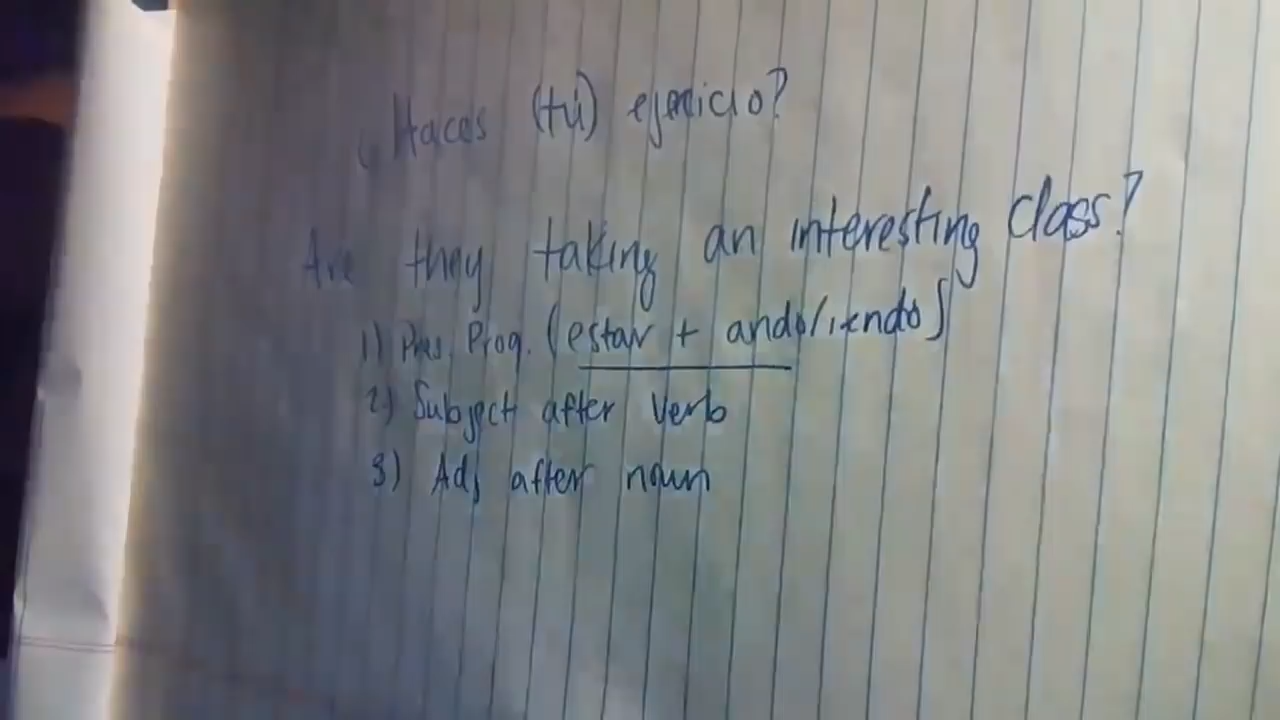 ¿Haces (tú) ejercicio?
Are they taking an interesting class?
1) Pres. Prog. (estar + ando/iendo)
2) Subject after verb
3) Adj after noun